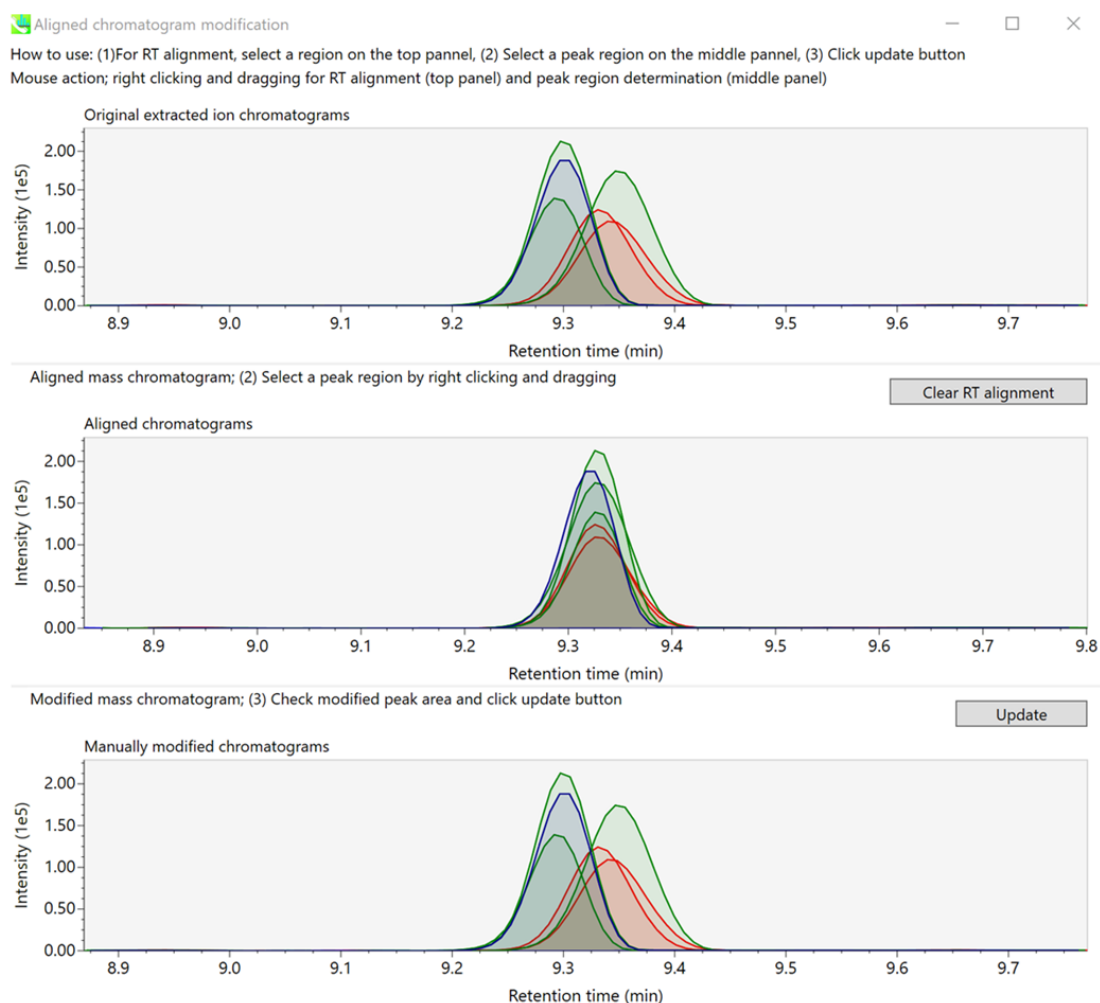 Aligned chromatogram modification
How to use: (1)For RT alignment, select a region on the top pannel, (2) Select a peak region on the middle pannel, (3) Click update button
Mouse action; right clicking and dragging for RT alignment (top panel) and peak region determination (middle panel)
Original extracted ion chromatograms
Intensity (1e5)
2.00
1.50
1.00
0.50
0.00
8.9 9.0 9.1 9.2 9.3 9.4 9.5 9.6 9.7
Retention time (min)
Aligned mass chromatogram; (2) Select a peak region by right clicking and dragging
Clear RT alignment
Aligned chromatograms
Intensity (1e5)
2.00
1.50
1.00
0.50
0.00
8.9 9.0 9.1 9.2 9.3 9.4 9.5 9.6 9.7 9.8
Retention time (min)
Modified mass chromatogram; (3) Check modified peak area and click update button
Update
Manually modified chromatograms
Intensity (1e5)
2.00
1.50
1.00
0.50
0.00
8.9 9.0 9.1 9.2 9.3 9.4 9.5 9.6 9.7
Retention time (min)